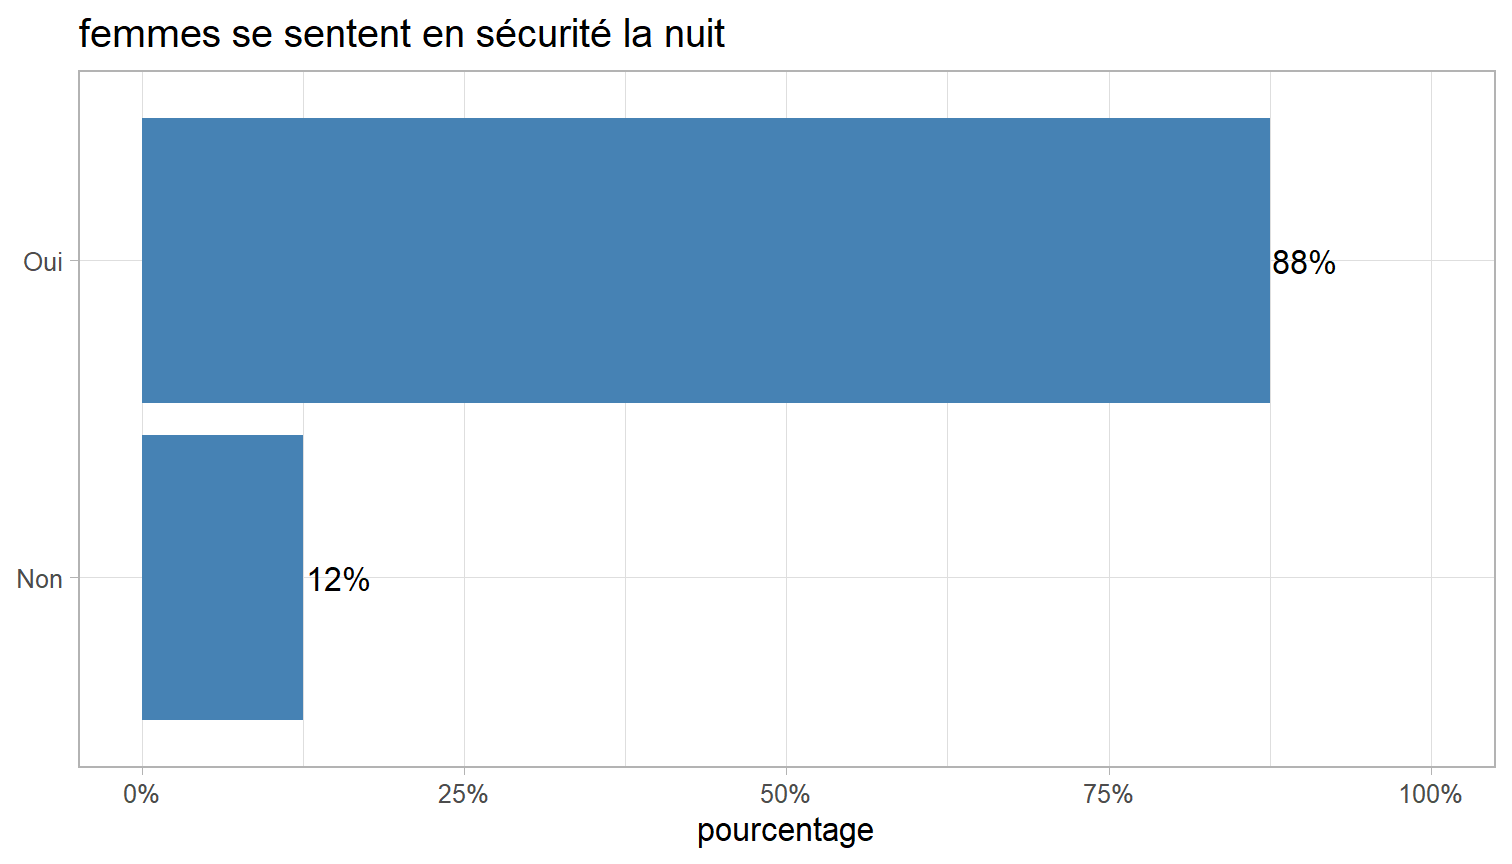 femmes se sentent en sécurité la nuit
Oui
88%
Non
12%
0% 25% 50% 75% 100%
pourcentage